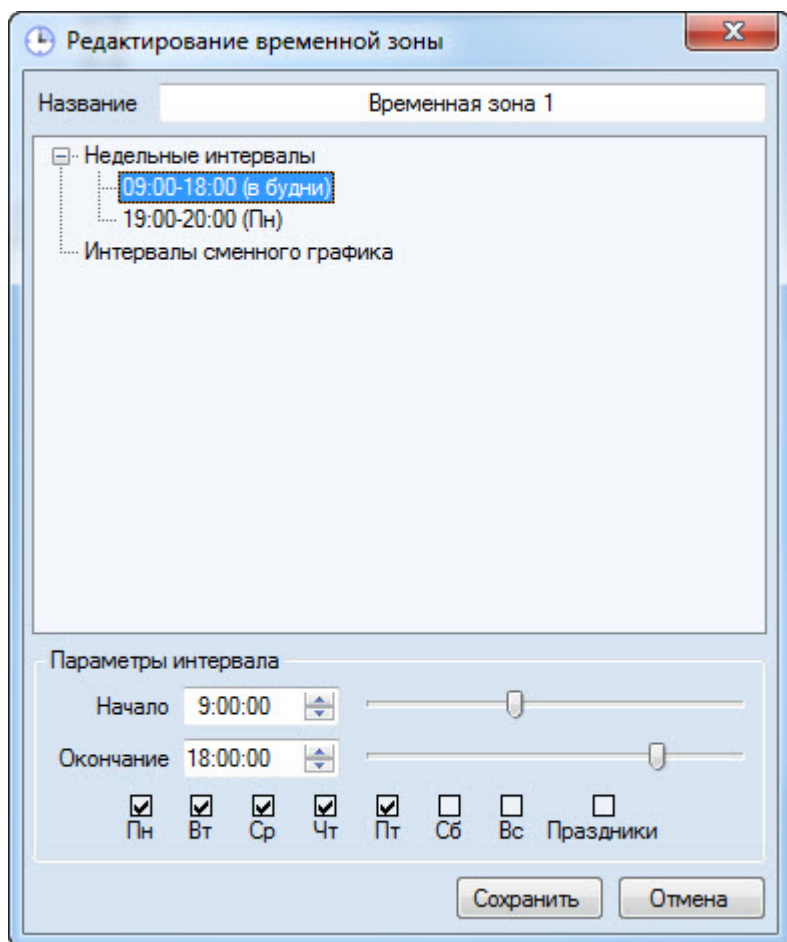 Редактирование временной зоны
Название Временная зона 1
Недельные интервалы
09:00-18:00 (в будни)
19:00-20:00 (Пн)
Интервалы сменного графика
Параметры интервала
Начало 9:00:00
Окончание 18:00:00
Пн Вт Ср Чт Пт Сб Вс Праздники
Сохранить Отмена